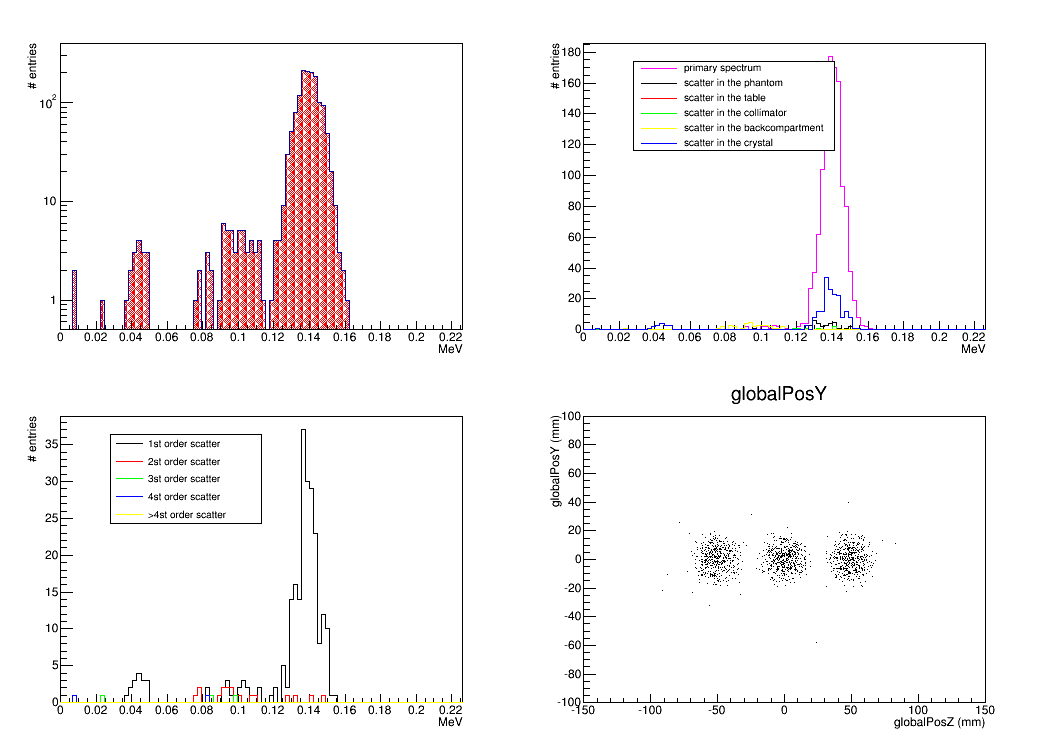 # entries
10²
10
1
0 0.02 0.04 0.06 0.08 0.1 0.12 0.14 0.16 0.18 0.2 0.22
MeV
# entries
180
160
140
120
100
80
60
40
20
0
primary spectrum
scatter in the phantom
scatter in the table
scatter in the collimator
scatter in the backcompartment
scatter in the crystal
0 0.02 0.04 0.06 0.08 0.1 0.12 0.14 0.16 0.18 0.2 0.22
MeV
# entries
35
30
25
20
15
10
5
0
1st order scatter
2st order scatter
3st order scatter
4st order scatter
>4st order scatter
0 0.02 0.04 0.06 0.08 0.1 0.12 0.14 0.16 0.18 0.2 0.22
MeV
globalPosY
globalPosY (mm)
100
80
60
40
20
0
-20
-40
-60
-80
-100
-150 -100 -50 0 50 100 150
globalPosZ (mm)